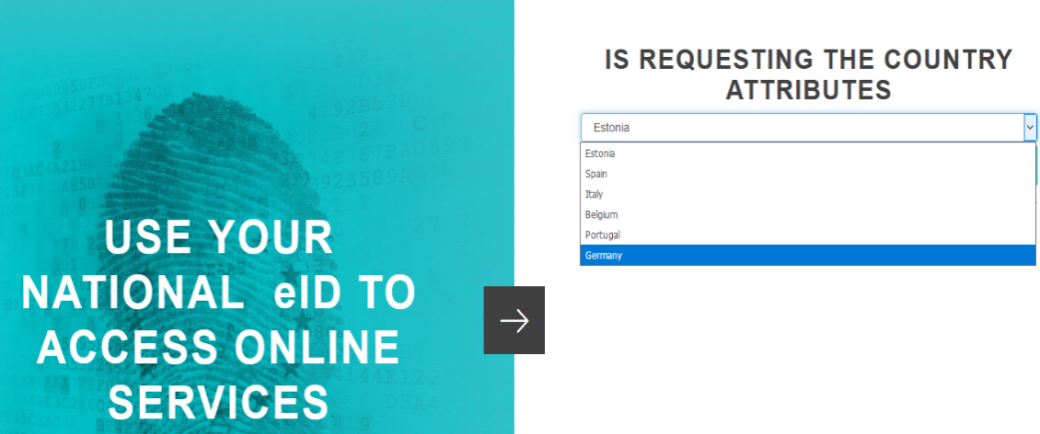 USE YOUR
NATIONAL eID TO
ACCESS ONLINE
SERVICES
IS REQUESTING THE COUNTRY
ATTRIBUTES
Estonia
Estonia
Spain
Italy
Belgium
Portugal
Germany